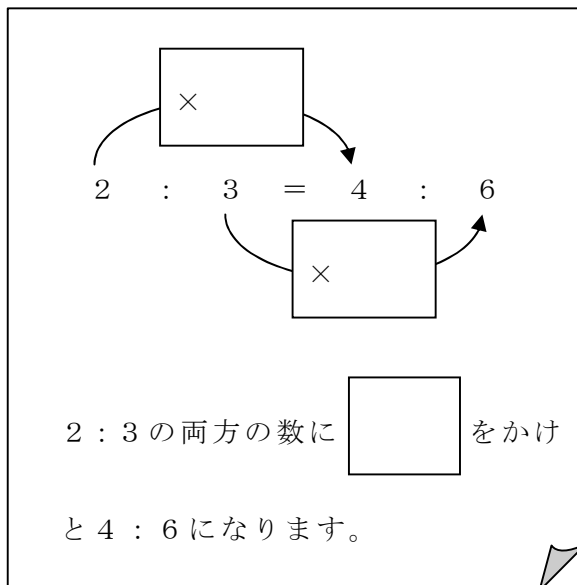 ×
2 : 3 = 4 : 6
×
2:3の両方の数に をかけ
と4:6になります。